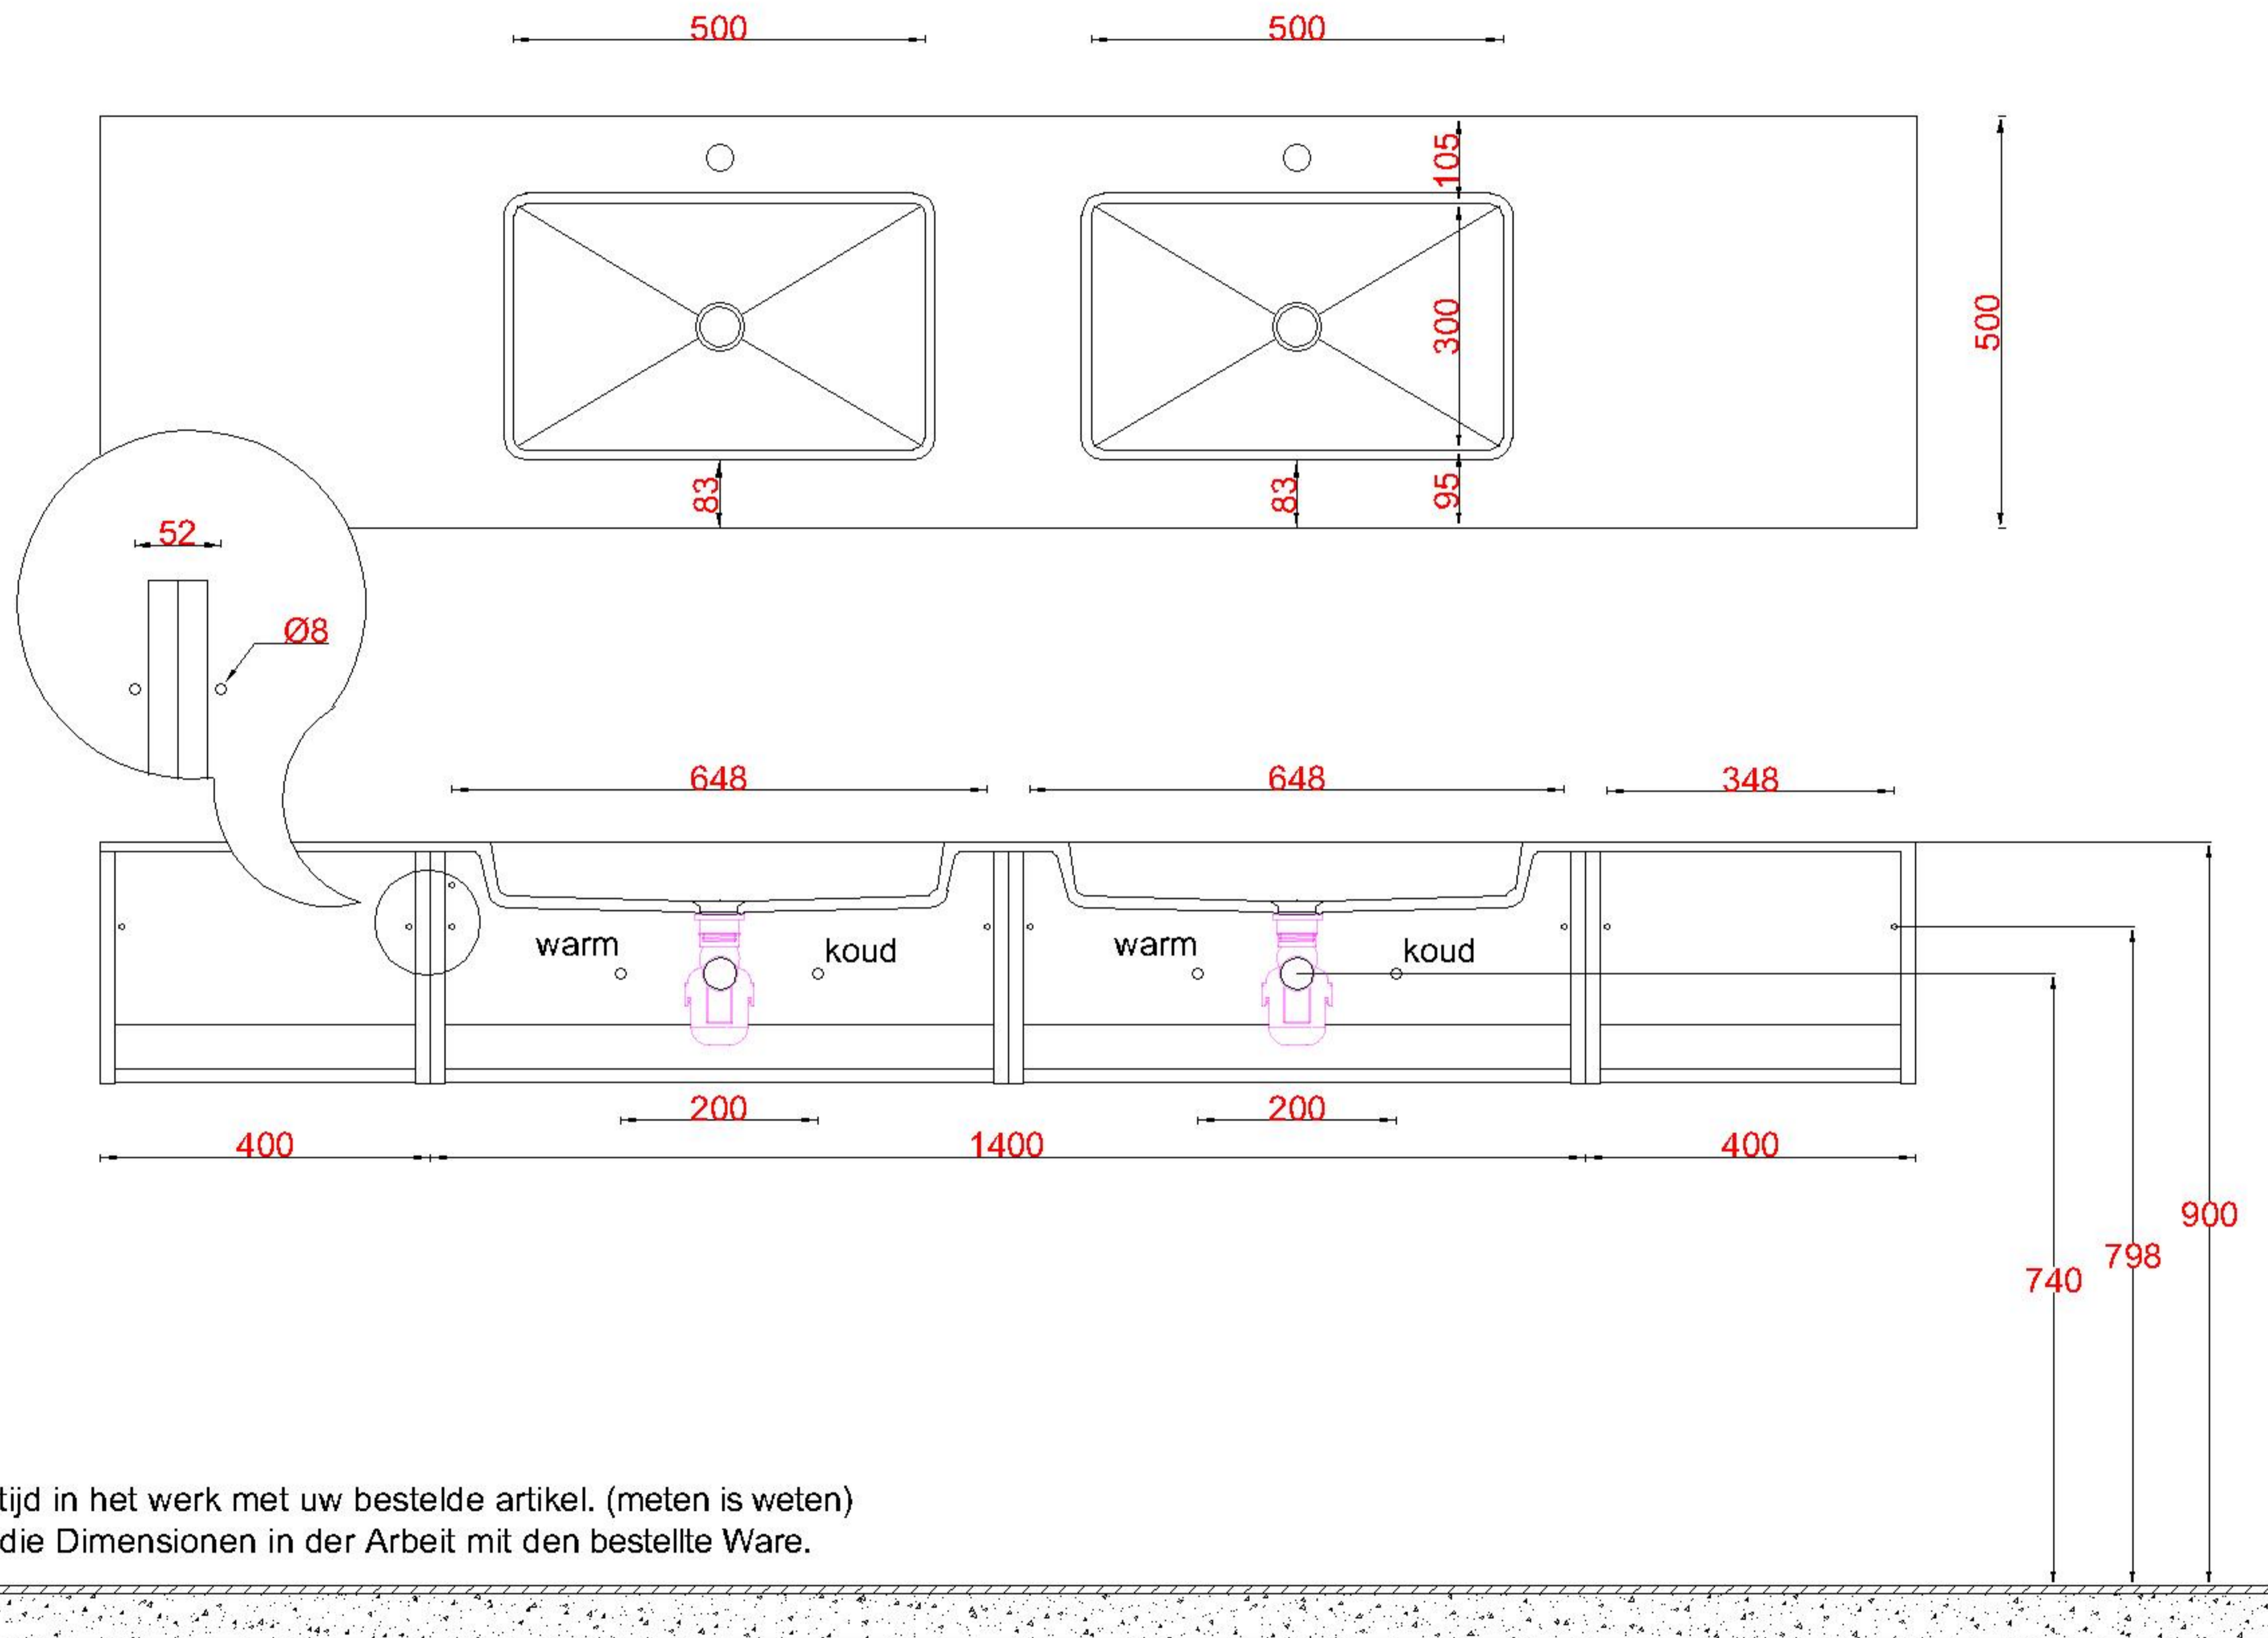 500
500
105
300
500
83
83
95
52
Ø8
648
648
348
warm
koud
warm
koud
200
200
400
1400
400
900
798
740
tijd in het werk met uw bestelde artikel. (meten is weten)
die Dimensionen in der Arbeit mit den bestellte Ware.